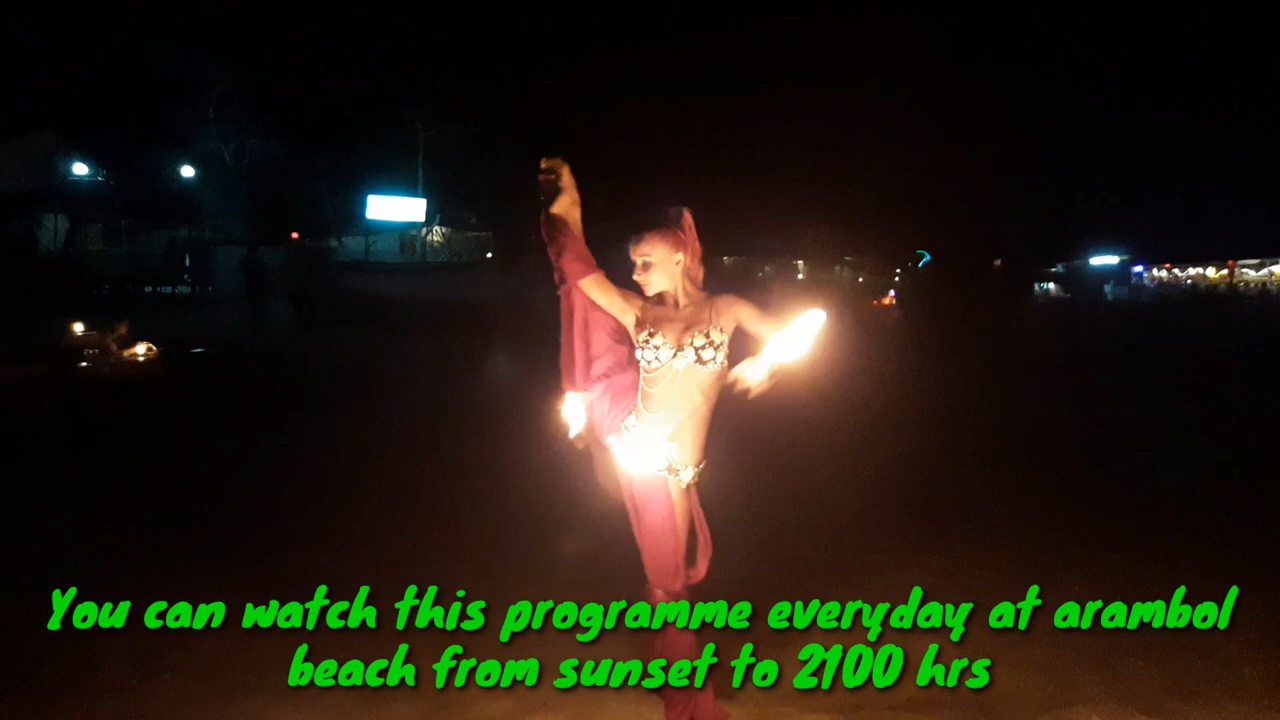 You can watch this programme everyday at arambol
beach from sunset to 2100 hrs